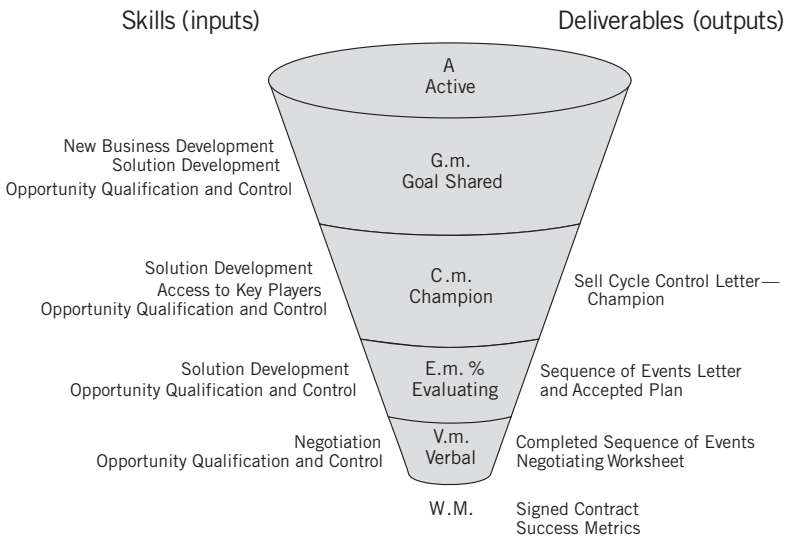 Skills (inputs)
Deliverables (outputs)
A
Active
New Business Development
Solution Development
Opportunity Qualification and Control
G.m.
Goal Shared
Solution Development
Access to Key Players
Opportunity Qualification and Control
C.m.
Champion
Sell Cycle Control Letter—
Champion
Solution Development
Opportunity Qualification and Control
E.m. %
Evaluating
Sequence of Events Letter
and Accepted Plan
Negotiation
Opportunity Qualification and Control
V.m.
Verbal
Completed Sequence of Events
Negotiating Worksheet
W.M.
Signed Contract
Success Metrics